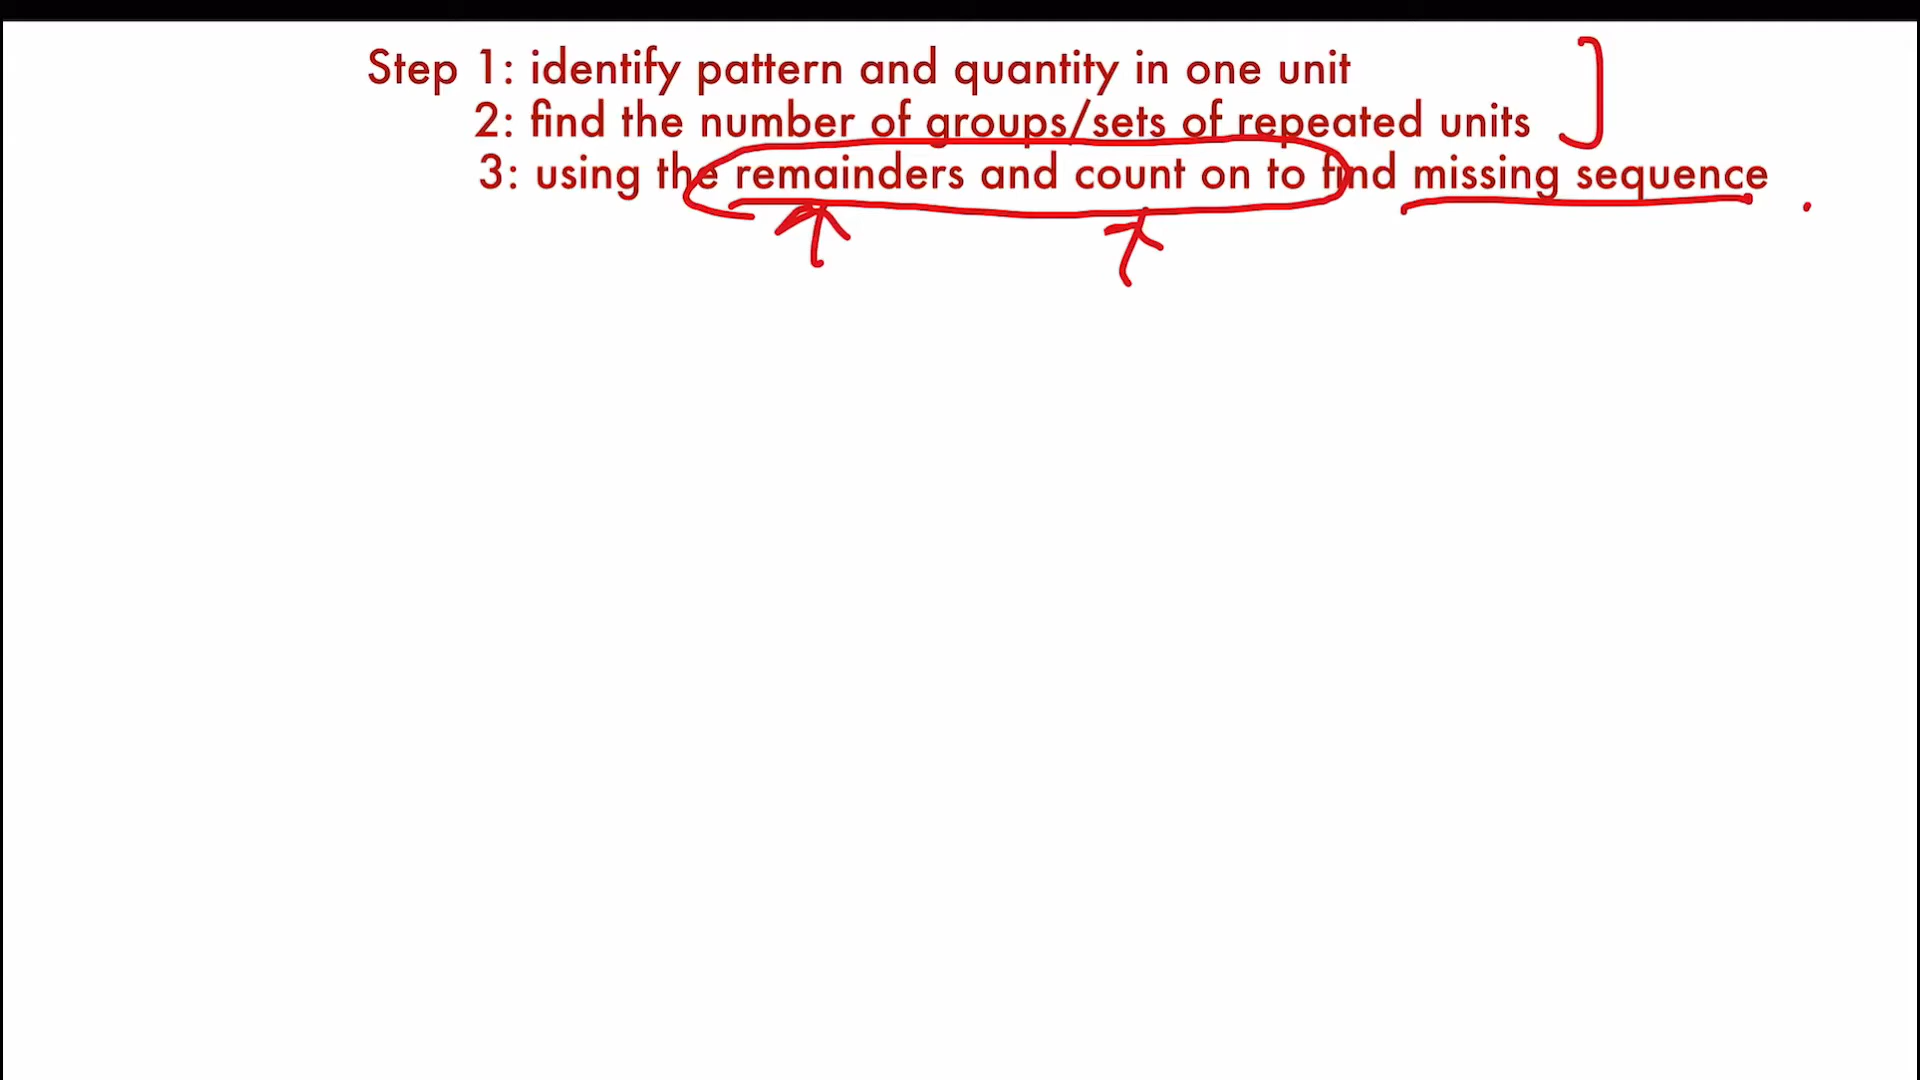 Step 1: identify pattern and quantity in one unit
2: find the number of groups/sets of repeated units
3: using the remainders and count on to find missing sequence